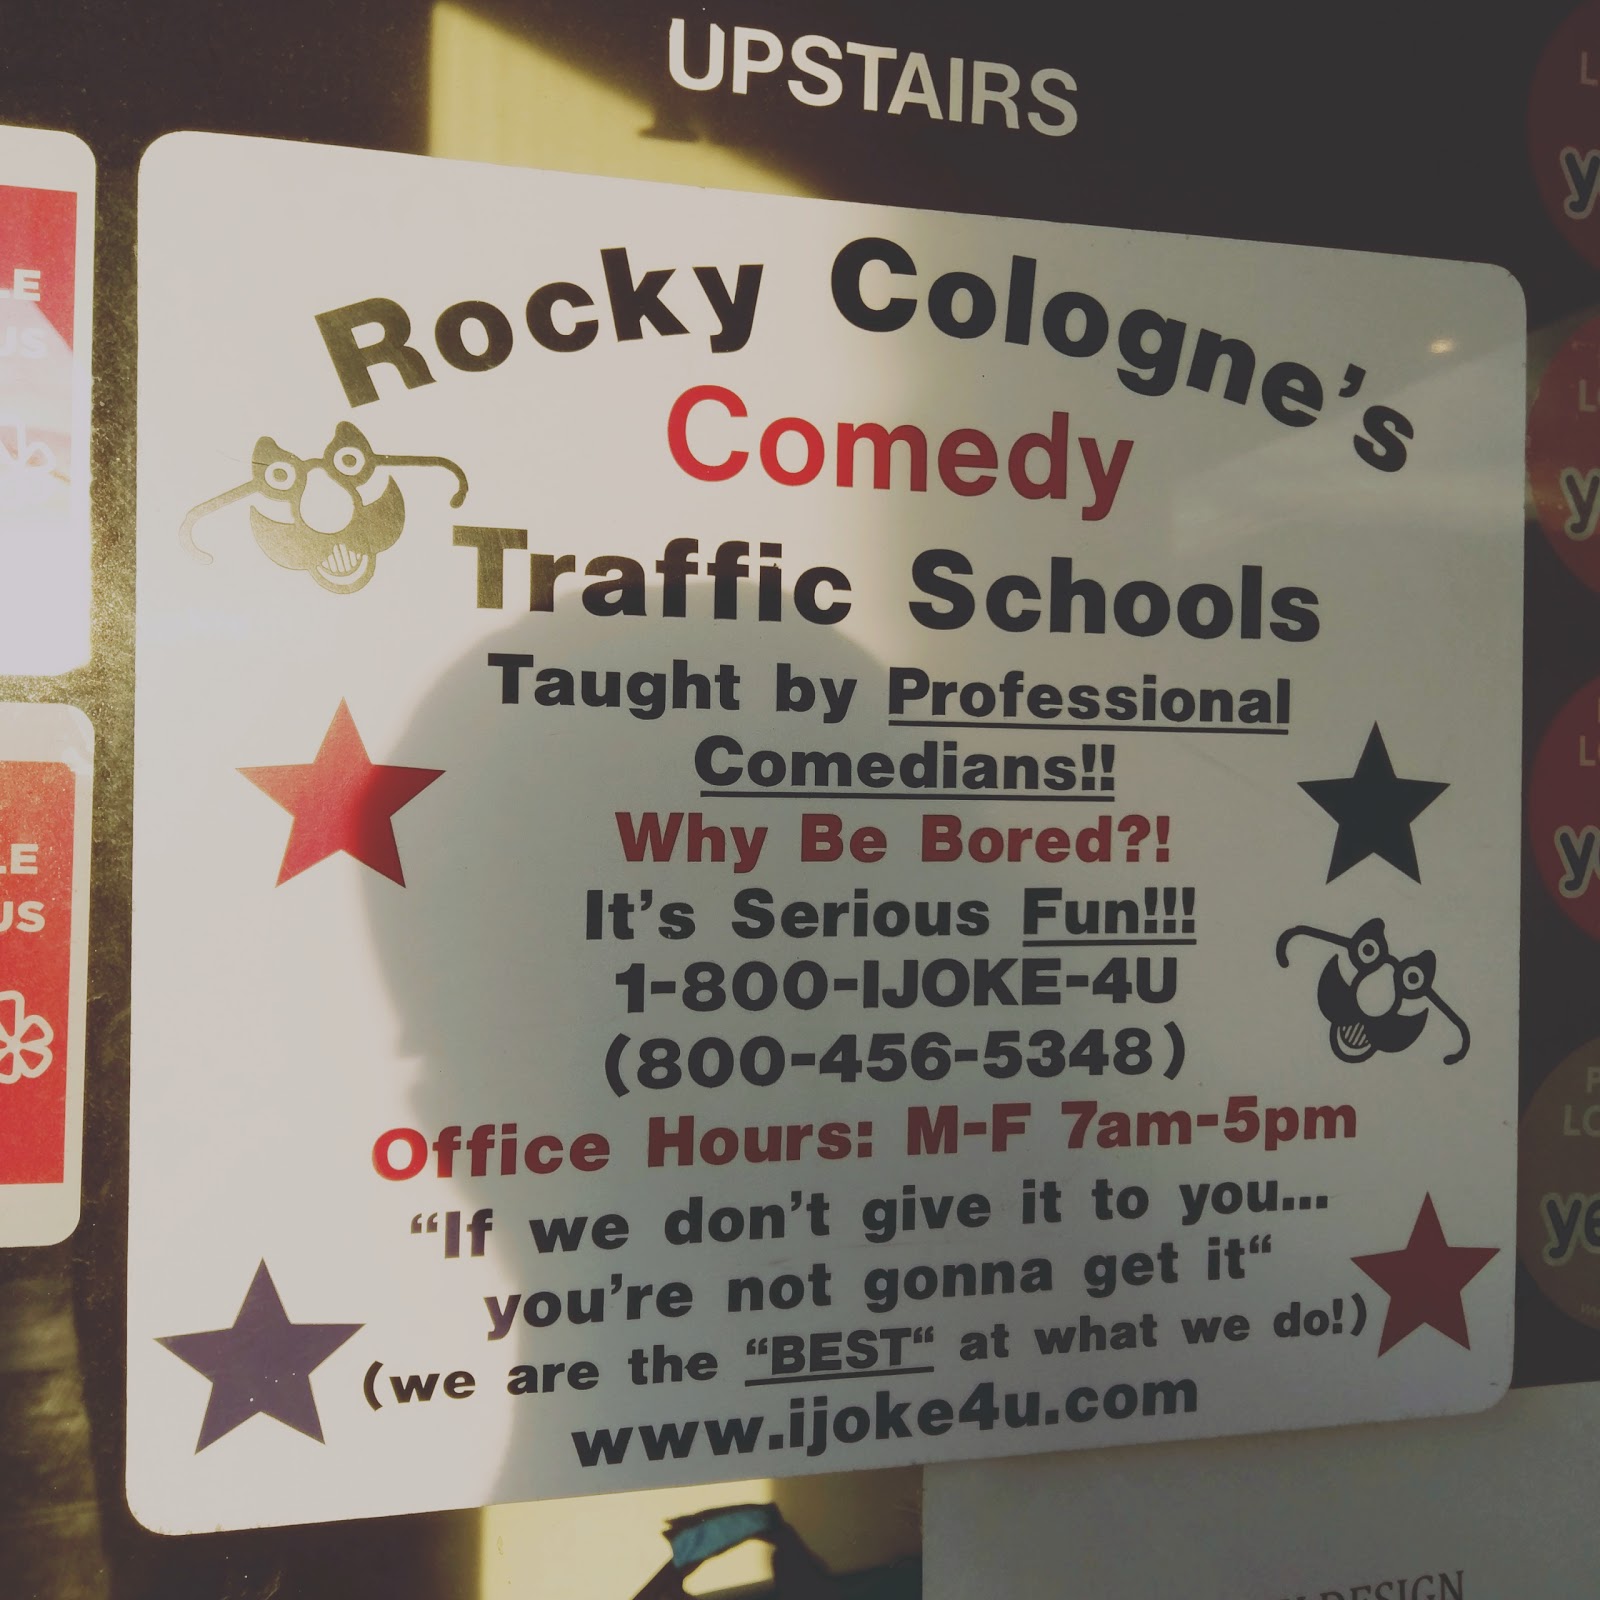 UPSTAIRS
Rocky Cologne's
Comedy
Traffic Schools
Taught by Professional
Comedians!!
Why Be Bored?!
It's Serious Fun!!!
1-800-IJOKE-4U
(800-456-5348)
Office Hours: M-F 7am-5pm
“If we don't give it to you...
you're not gonna get it“
(we are the “BEST“ at what we do!)
www.ijoke4u.com
DESIGN